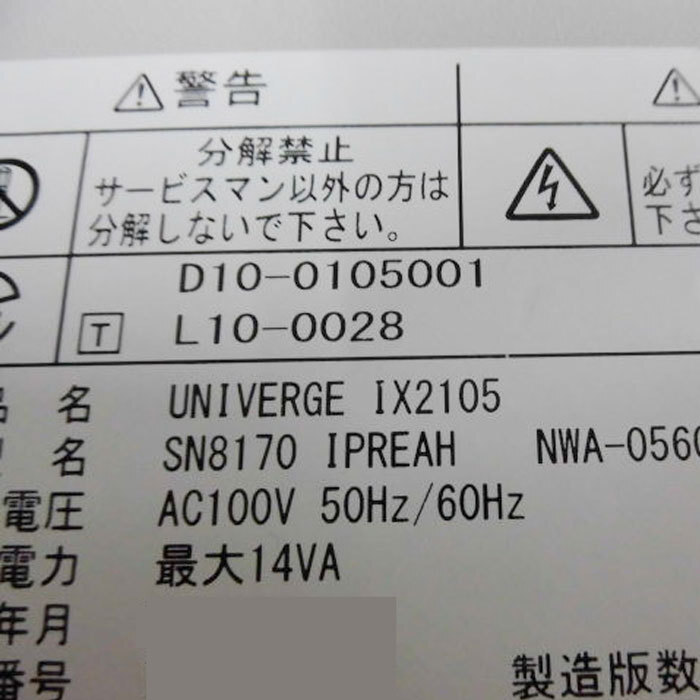 警告
分解禁止
サービスマン以外の方は
分解しないで下さい。
必ず
下さ
D10-0105001
T L10-0028
名 UNIVERGE IX2105
名 SN8170 IPREAH NWA-0560
電圧 AC100V 50Hz/60Hz
電力 最大14VA
年月
番号
製造版数